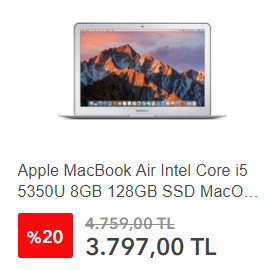 Apple MacBook Air Intel Core i5
5350U 8GB 128GB SSD MacO...
%20
4.759,00 TL
3.797,00 TL